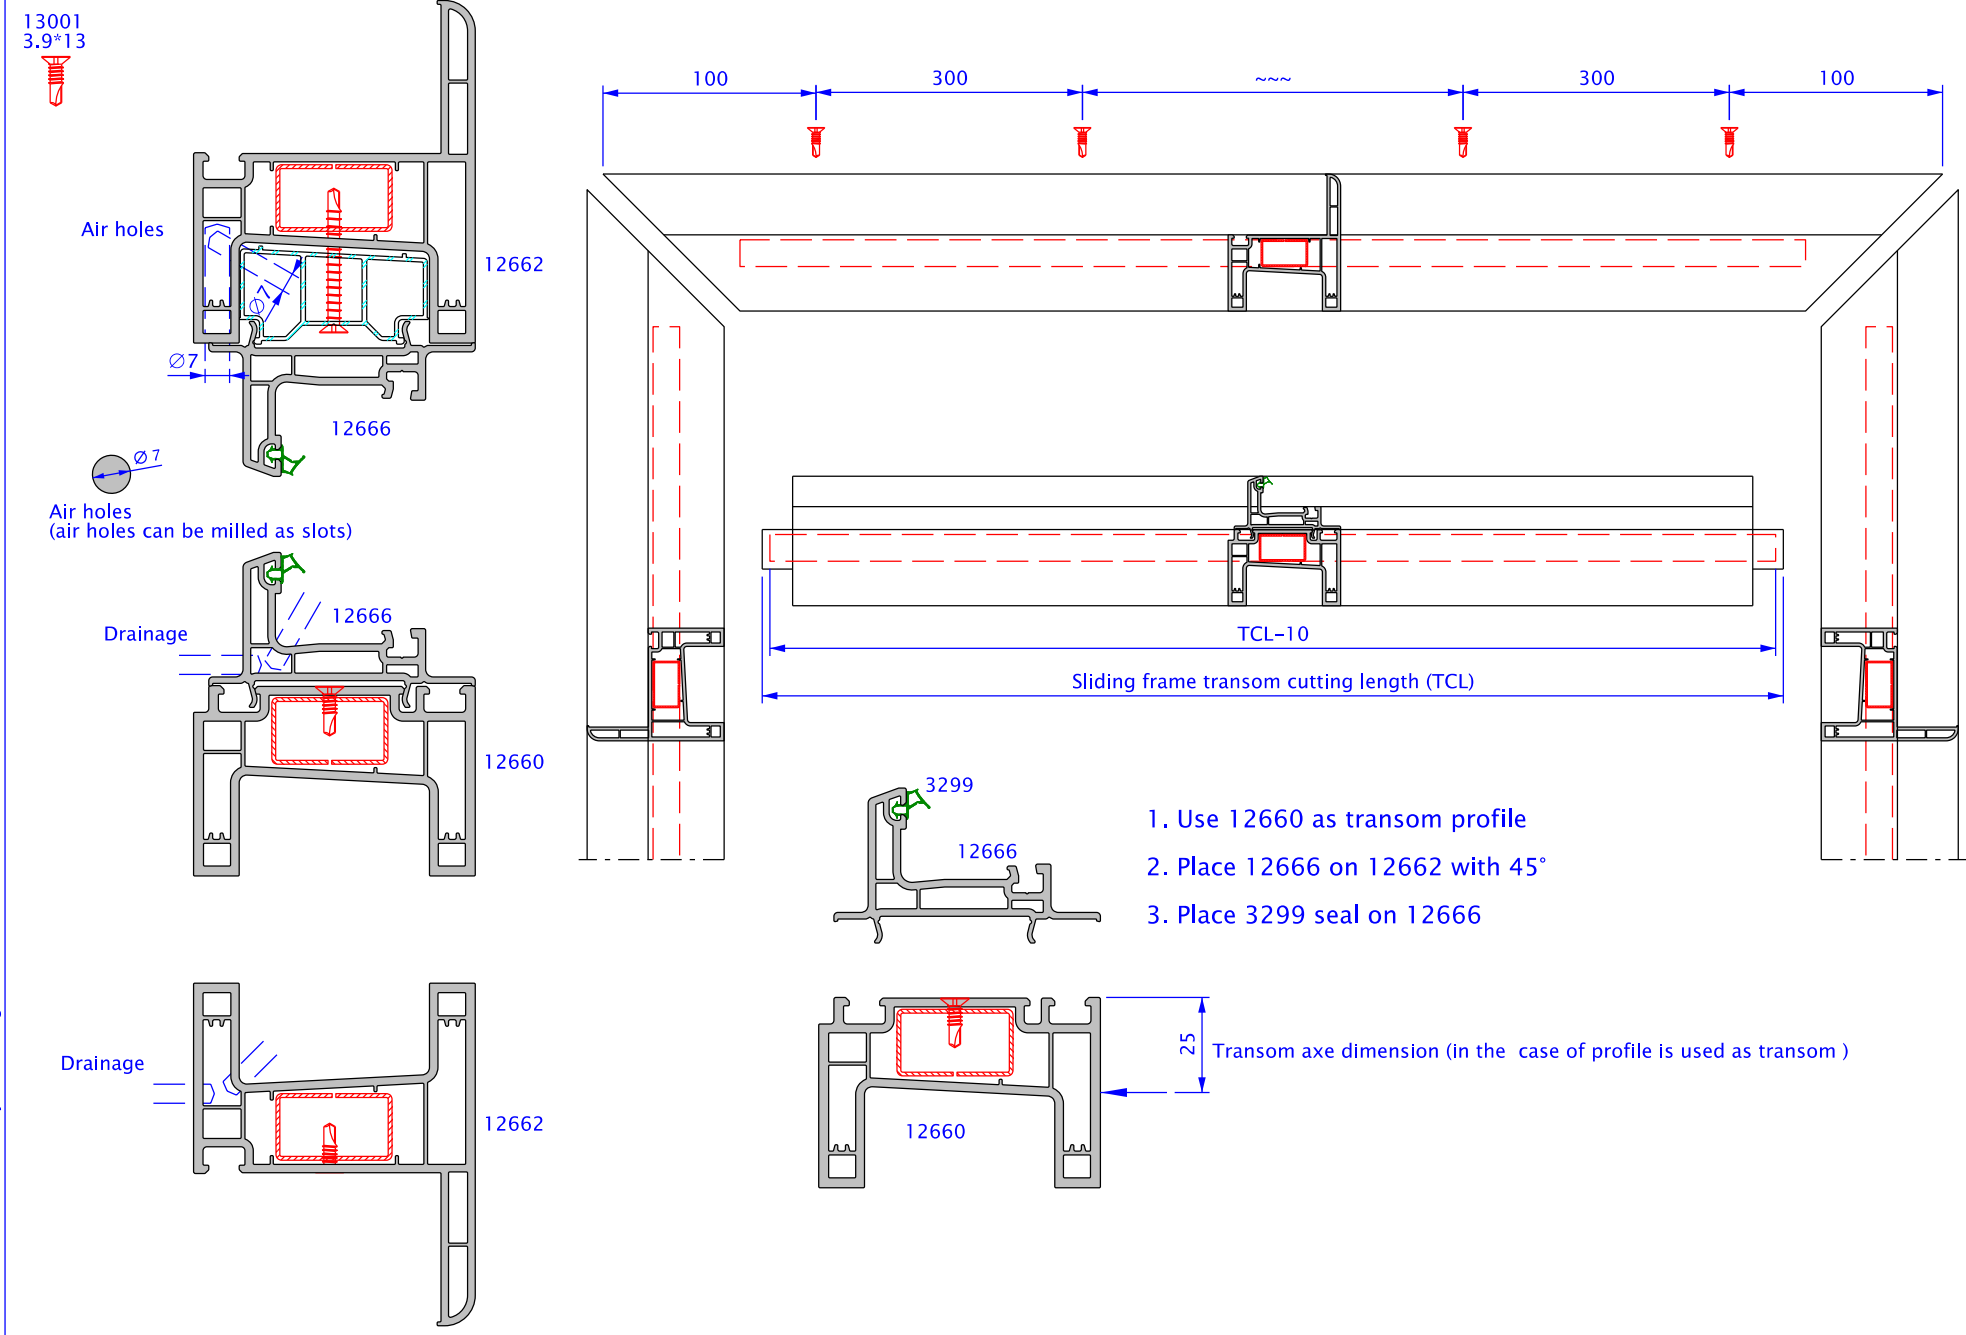 13001
3.9*13
100
300
~~~
300
100
Air holes
12662
Ø7
Ø7
12666
Ø7
Air holes
(air holes can be milled as slots)
12666
Drainage
TCL-10
Sliding frame transom cutting length (TCL)
12660
3299
12666
1. Use 12660 as transom profile
2. Place 12666 on 12662 with 45°
3. Place 3299 seal on 12666
25
Transom axe dimension (in the case of profile is used as transom )
Drainage
12662
12660